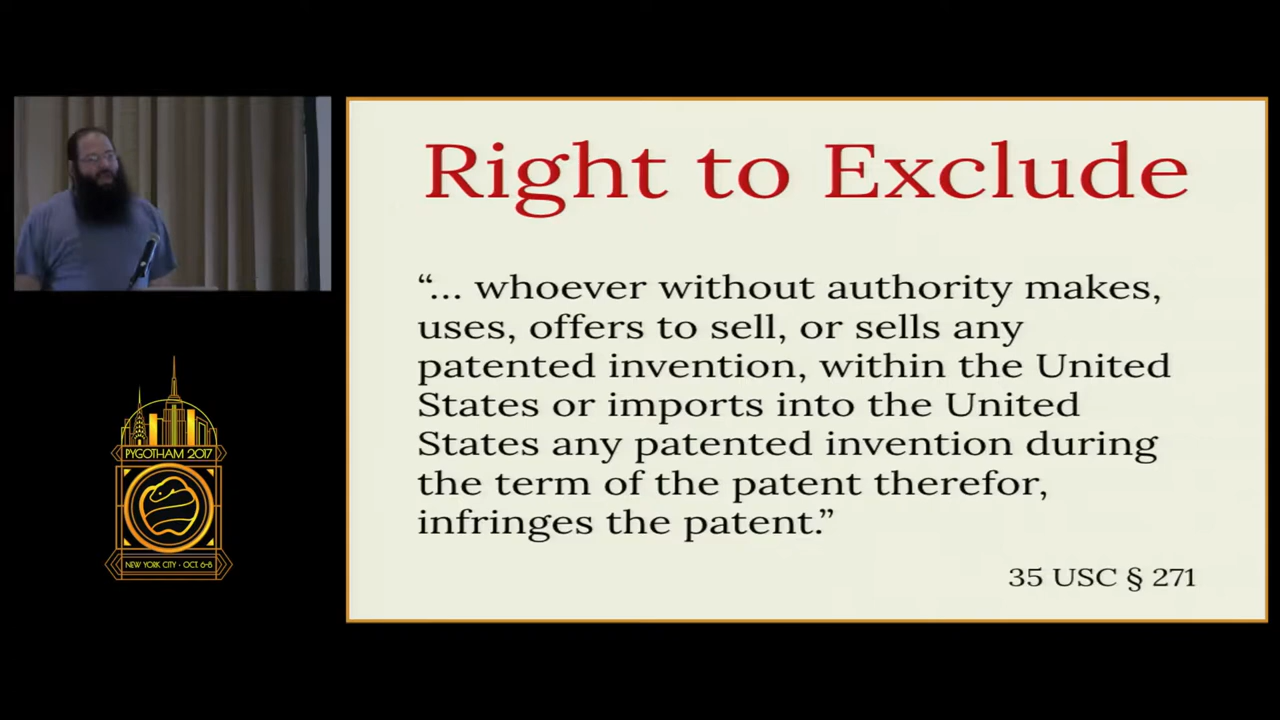 Right to Exclude
“... whoever without authority makes,
uses, offers to sell, or sells any
patented invention, within the United
States or imports into the United
States any patented invention during
the term of the patent therefor,
infringes the patent.”
35 USC § 271
PYGOTHAM 2017
NEW YORK CITY • OCT. 6-8